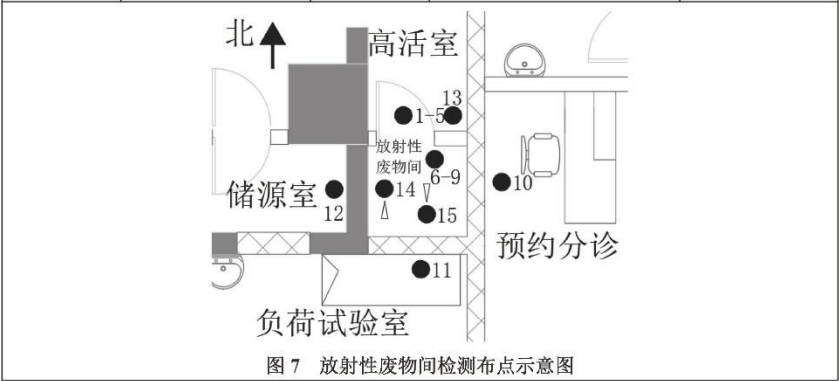 北
高活室
13
1-5
放射性
废物间
6-9
储源室
12
14
10
15
预约分诊
11
负荷试验室
图 7 放射性废物间检测布点示意图